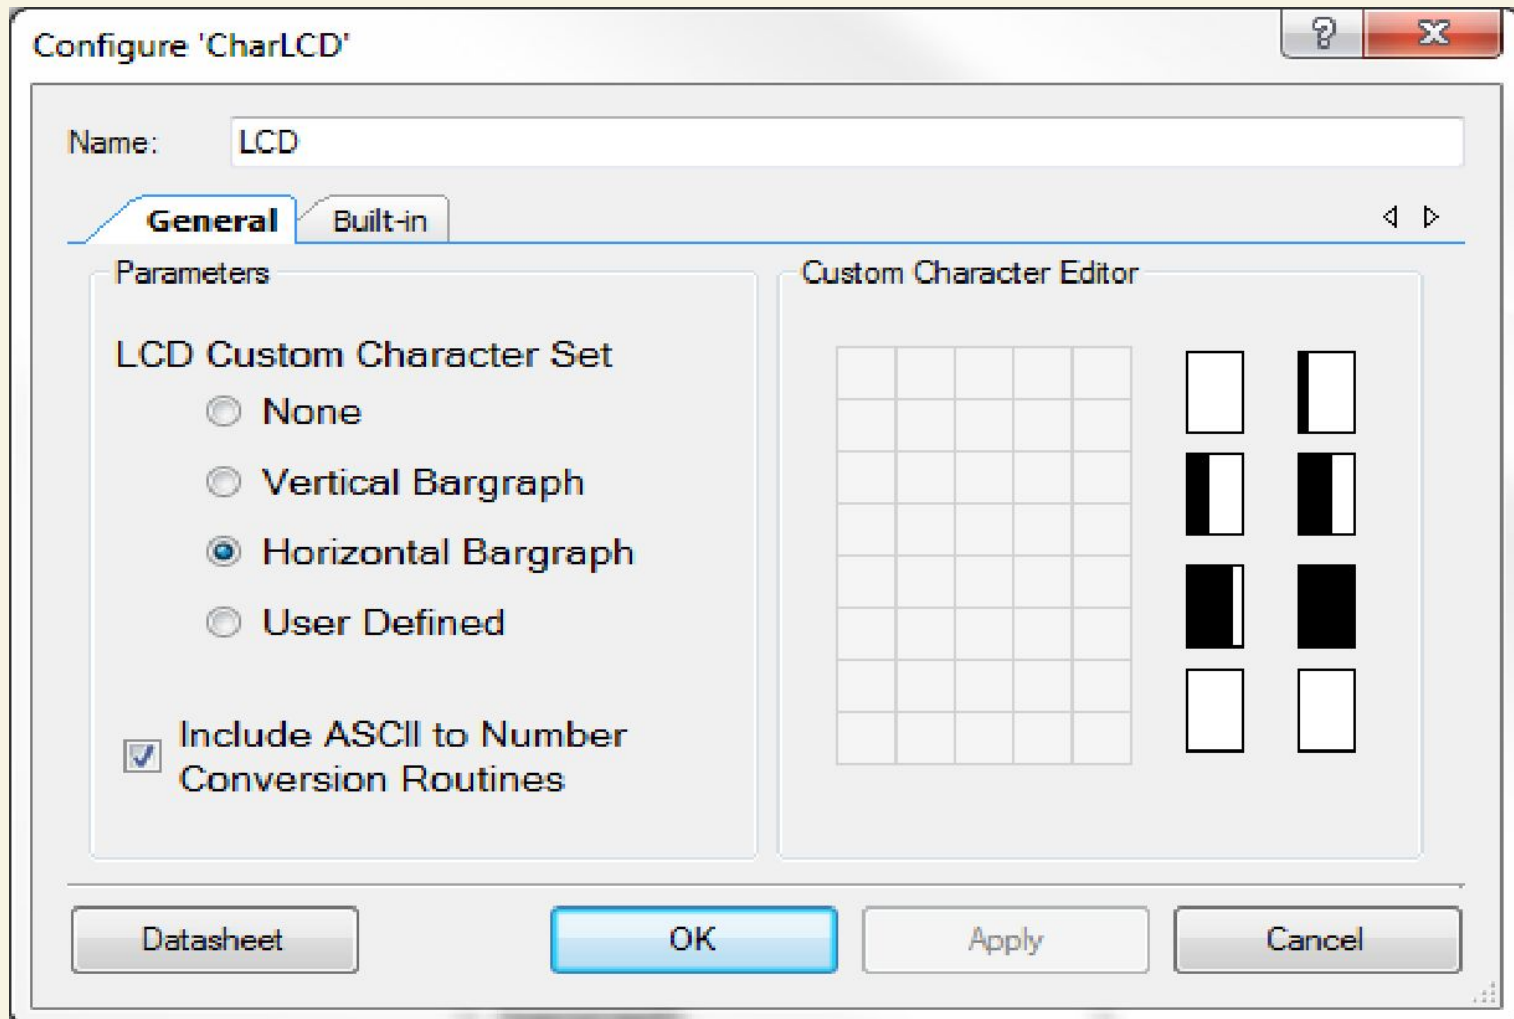 Configure 'CharLCD'
Name: LCD
General Built-in
Parameters
LCD Custom Character Set
None
Vertical Bargraph
Horizontal Bargraph
User Defined
Include ASCII to Number
Conversion Routines
Custom Character Editor
Datasheet OK Apply Cancel